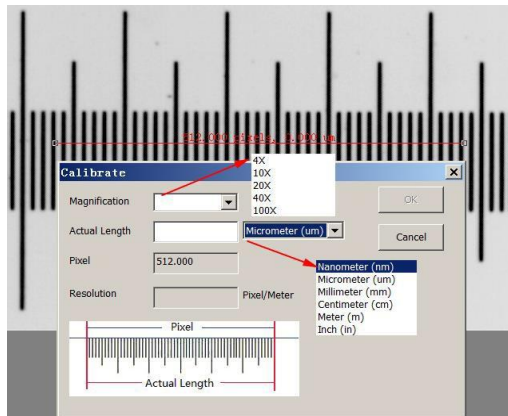 512.000 pixels, 0.000 um
Calibrate
Magnification
4X
10X
20X
40X
100X
OK
Actual Length
Micrometer (um)
Cancel
Pixel
512.000
Nanometer (nm)
Micrometer (um)
Millimeter (mm)
Centimeter (cm)
Meter (m)
Inch (in)
Resolution
Pixel/Meter
Pixel
Actual Length